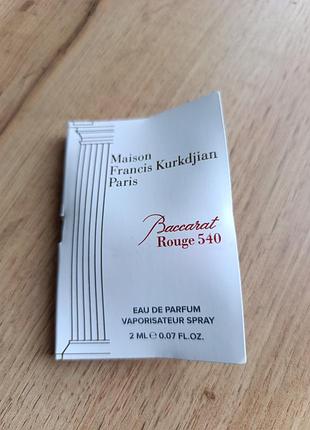 Maison
Francis Kurkdjian
Paris
Baccarat
Rouge 540
EAU DE PARFUM
VAPORISATEUR SPRAY
2 ML ℮ 0.07 FL.OZ.